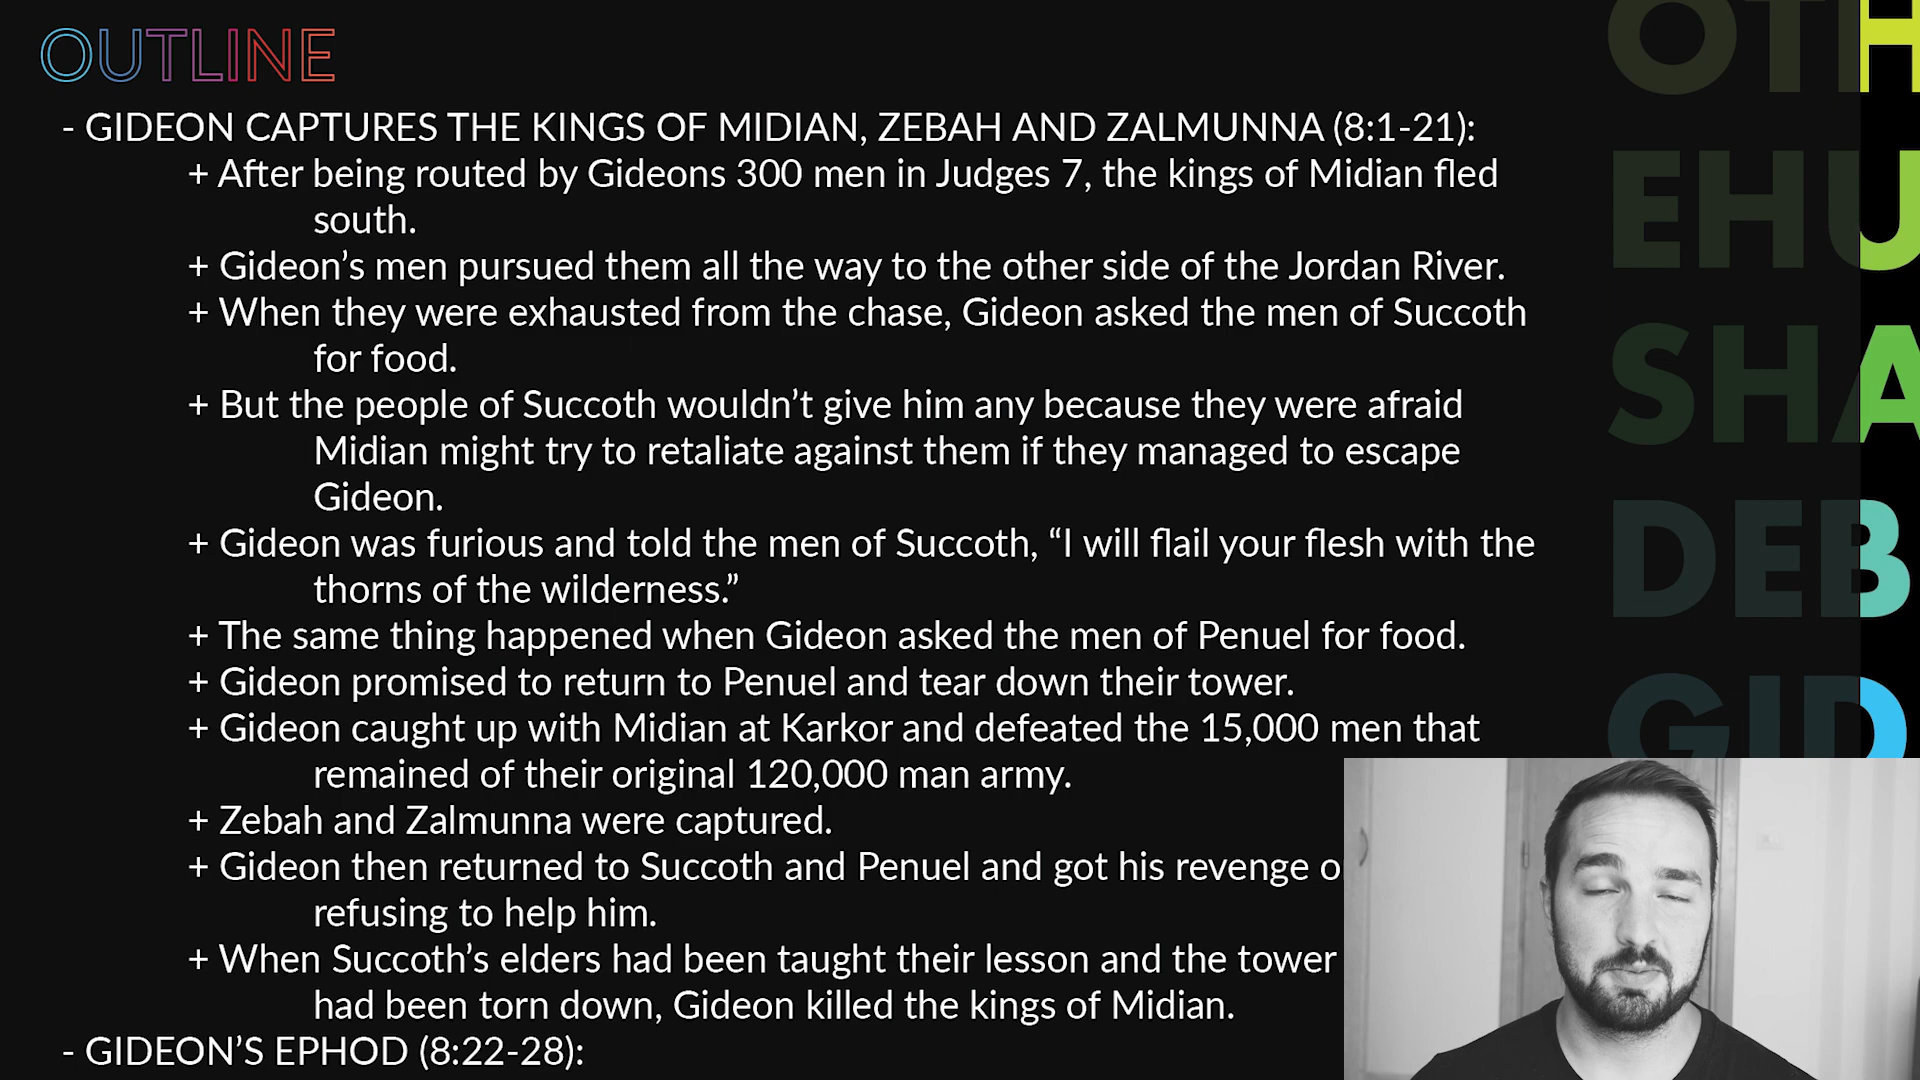 OUTLINE
- GIDEON CAPTURES THE KINGS OF MIDIAN, ZEBAH AND ZALMUNNA (8:1-21):
+ After being routed by Gideons 300 men in Judges 7, the kings of Midian fled
south.
+ Gideon’s men pursued them all the way to the other side of the Jordan River.
+ When they were exhausted from the chase, Gideon asked the men of Succoth
for food.
+ But the people of Succoth wouldn’t give him any because they were afraid
Midian might try to retaliate against them if they managed to escape
Gideon.
+ Gideon was furious and told the men of Succoth, “I will flail your flesh with the
thorns of the wilderness.”
+ The same thing happened when Gideon asked the men of Penuel for food.
+ Gideon promised to return to Penuel and tear down their tower.
+ Gideon caught up with Midian at Karkor and defeated the 15,000 men that
remained of their original 120,000 man army.
+ Zebah and Zalmunna were captured.
+ Gideon then returned to Succoth and Penuel and got his revenge
refusing to help him.
+ When Succoth’s elders had been taught their lesson and the tower
had been torn down, Gideon killed the kings of Midian.
- GIDEON’S EPHOD (8:22-28):
OTH
EHU
SHA
DEB
GID